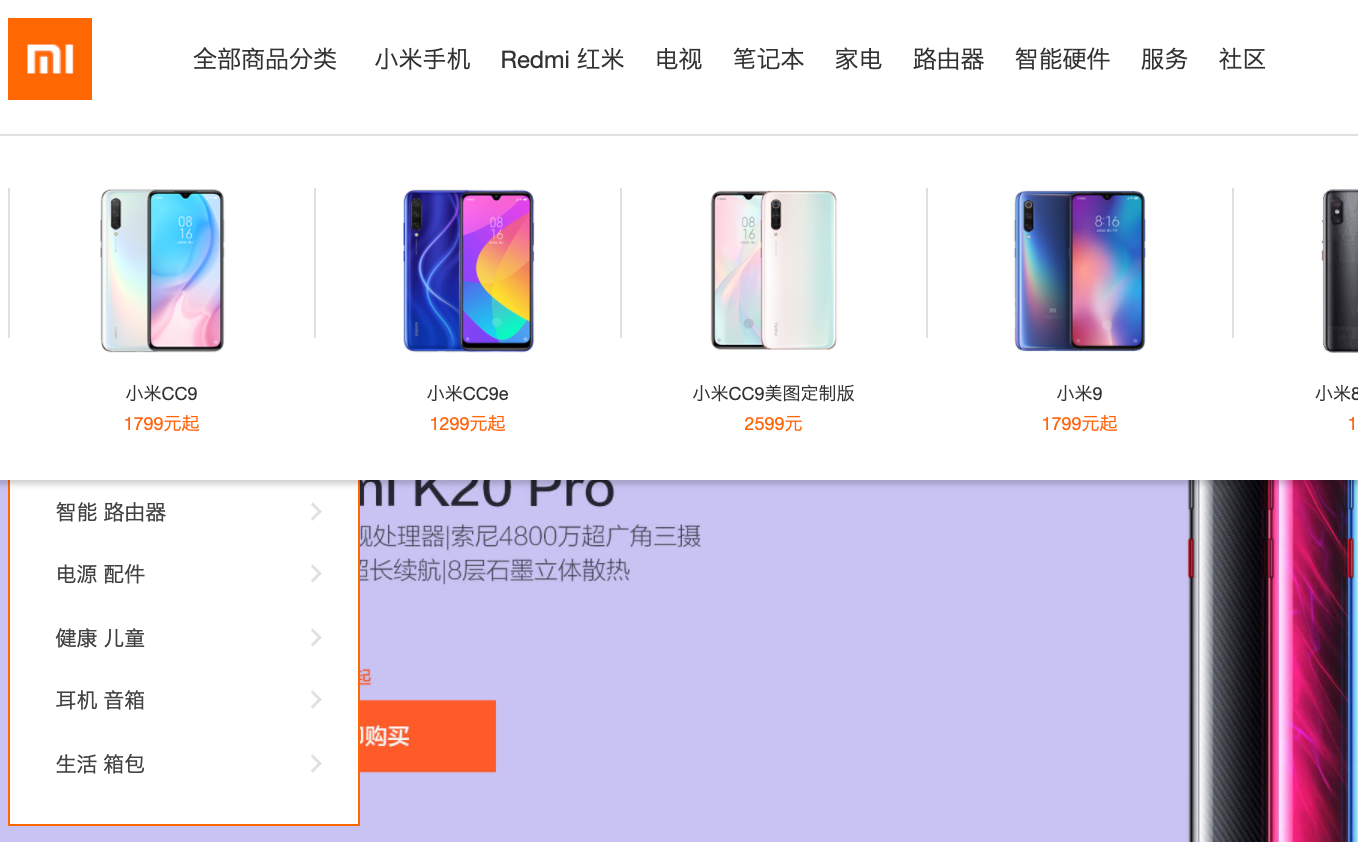 mi
全部商品分类 小米手机 Redmi 红米 电视 笔记本 家电 路由器 智能硬件 服务 社区
08
16
08
16
08
16
8:16
小米CC9 小米CC9e 小米CC9美图定制版 小米9 小米8
1799元起 1299元起 2599元 1799元起 1
mi K20 Pro
智能 路由器
处理器|索尼4800万超广角三摄
超长续航|8层石墨立体散热
电源 配件
健康 儿童
起
耳机 音箱
购买
生活 箱包